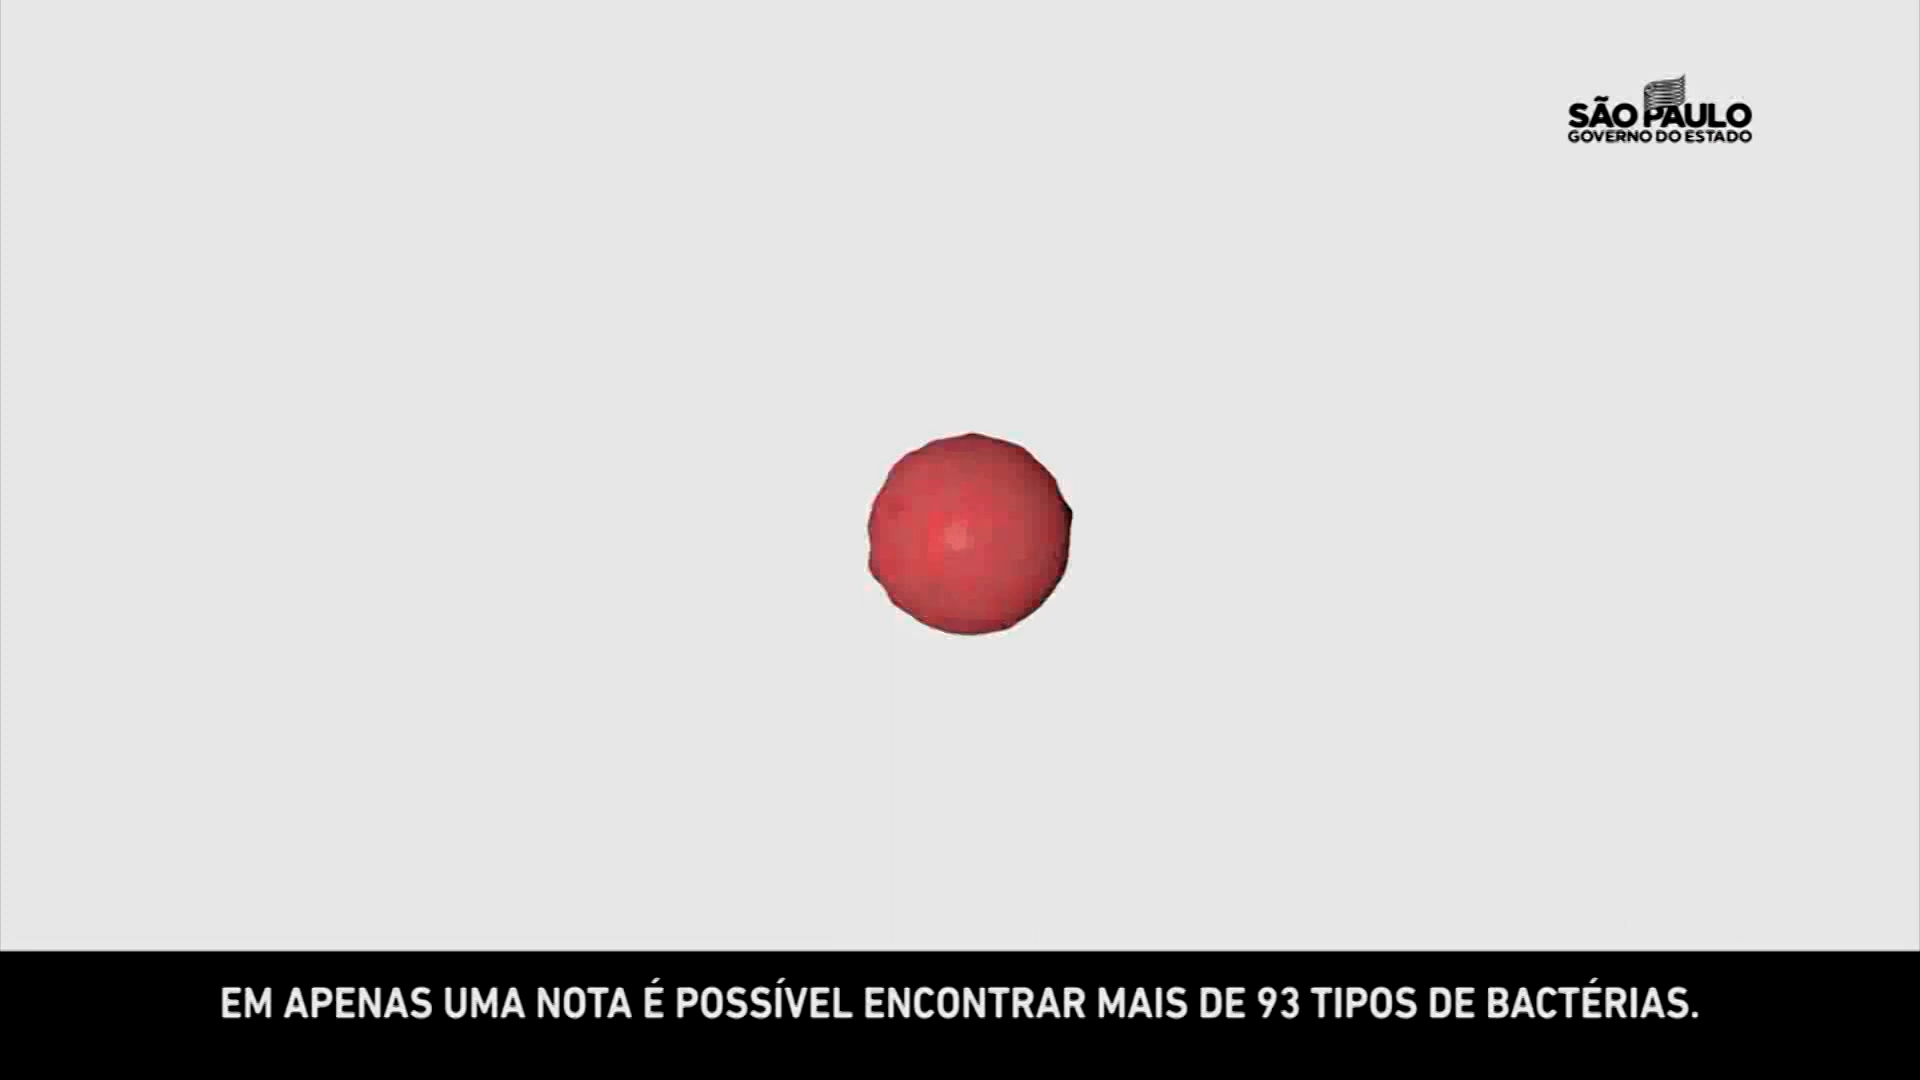 SÃO PAULO
GOVERNO DO ESTADO
EM APENAS UMA NOTA É POSSÍVEL ENCONTRAR MAIS DE 93 TIPOS DE BACTÉRIAS.